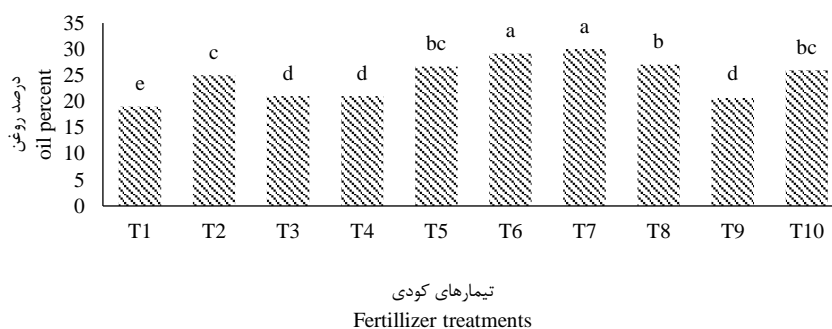 درصد روغن
oil percent
35
30
25
20
15
10
5
0
e
c
d
d
bc
a
a
b
d
bc
T1 T2 T3 T4 T5 T6 T7 T8 T9 T10
تیمارهای کودی
Fertillizer treatments